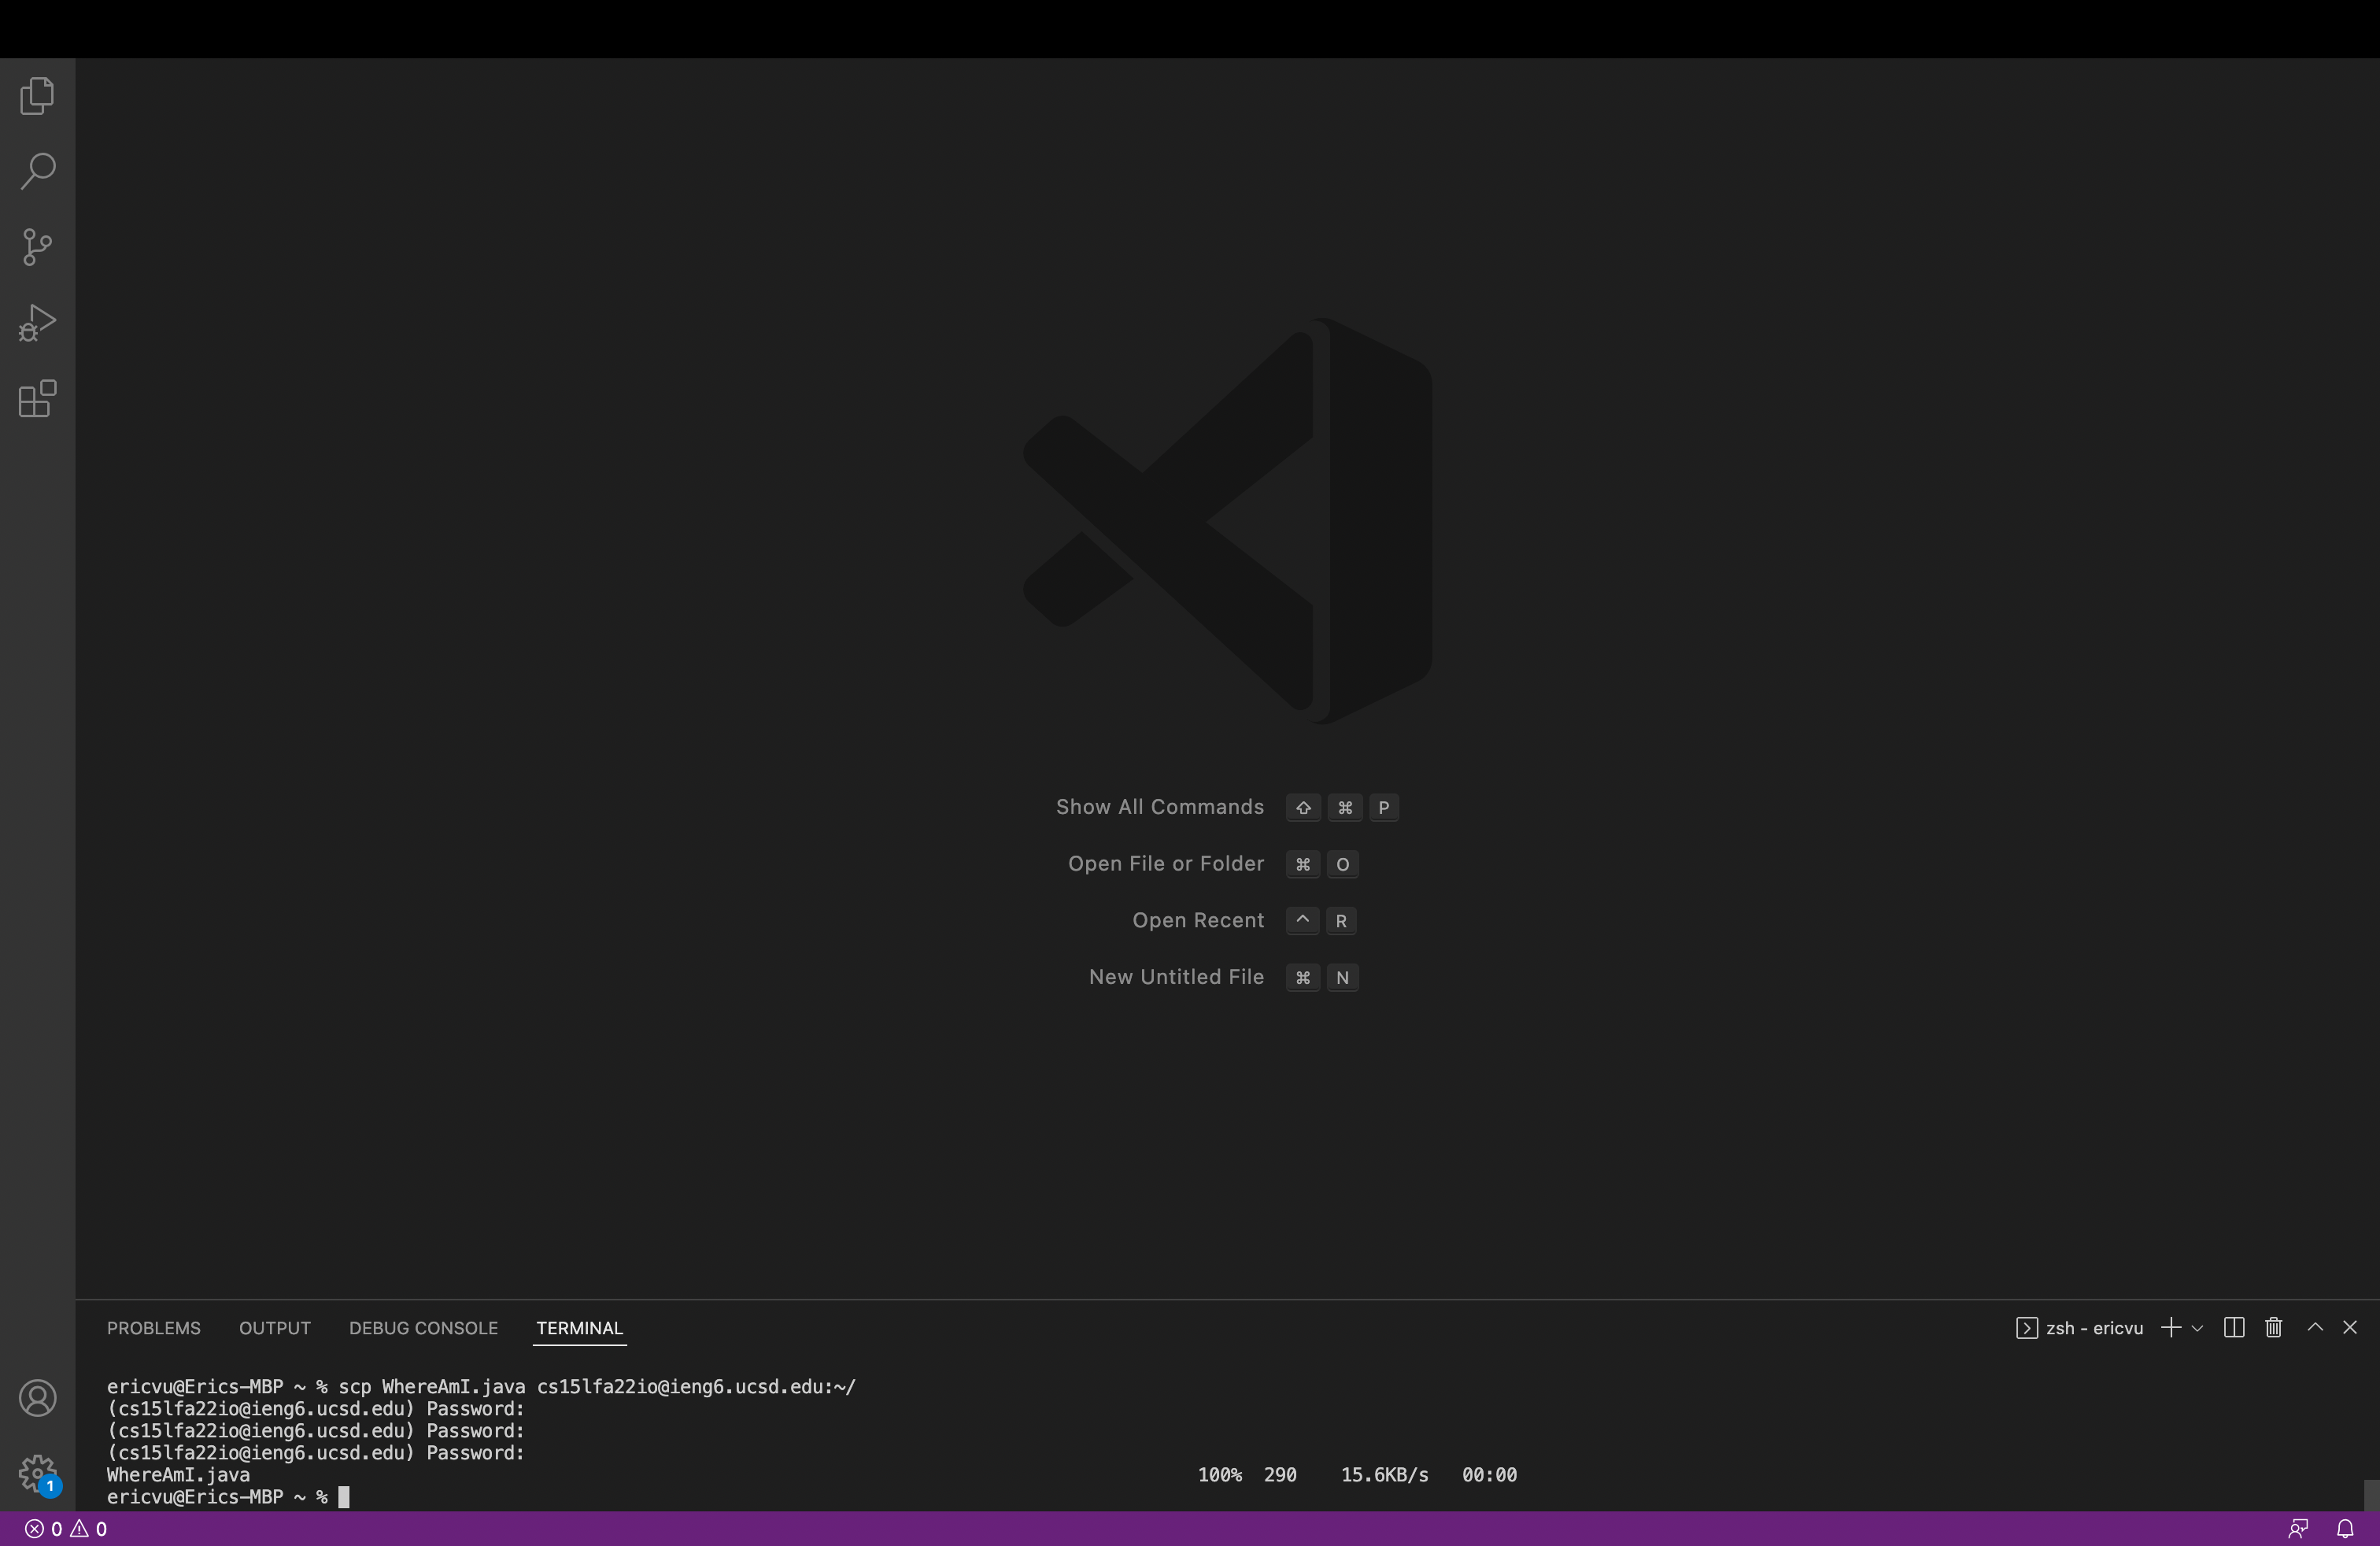 Show All Commands ⇧ ⌘ P
Open File or Folder ⌘ O
Open Recent ^ R
New Untitled File ⌘ N
PROBLEMS OUTPUT DEBUG CONSOLE TERMINAL zsh - ericvu
ericvu@Erics-MBP ~ % scp WhereAmI.java cs15lfa22io@ieng6.ucsd.edu:~/
(cs15lfa22io@ieng6.ucsd.edu) Password:
(cs15lfa22io@ieng6.ucsd.edu) Password:
(cs15lfa22io@ieng6.ucsd.edu) Password:
WhereAmI.java 100% 290 15.6KB/s 00:00
ericvu@Erics-MBP ~ %
1
0 0